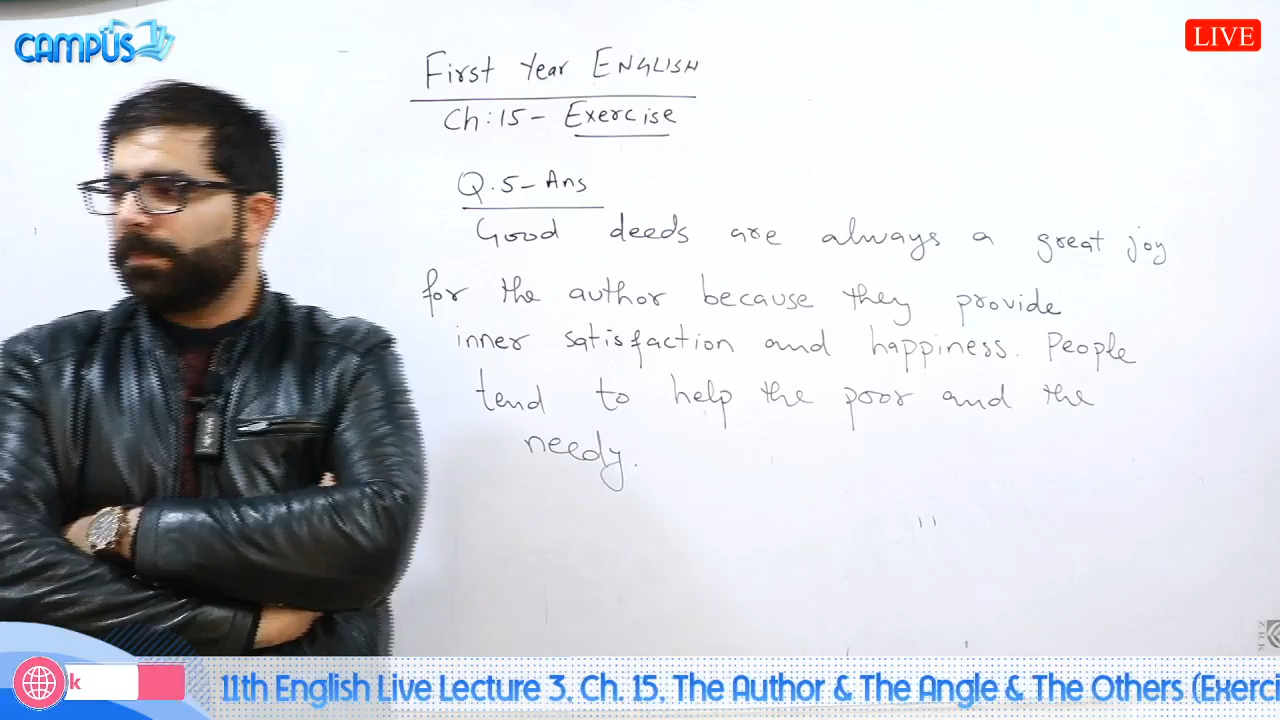 CAMPUS
LIVE
First Year ENGLISH
Ch:15- Exercise
Q.5-Ans
Good deeds are always a great joy
for the author because they provide
inner satisfaction and happiness. People
tend to help the poor and the
needy.
k
11th English Live Lecture 3, Ch. 15, The Author & The Angle & The Others (Exerci